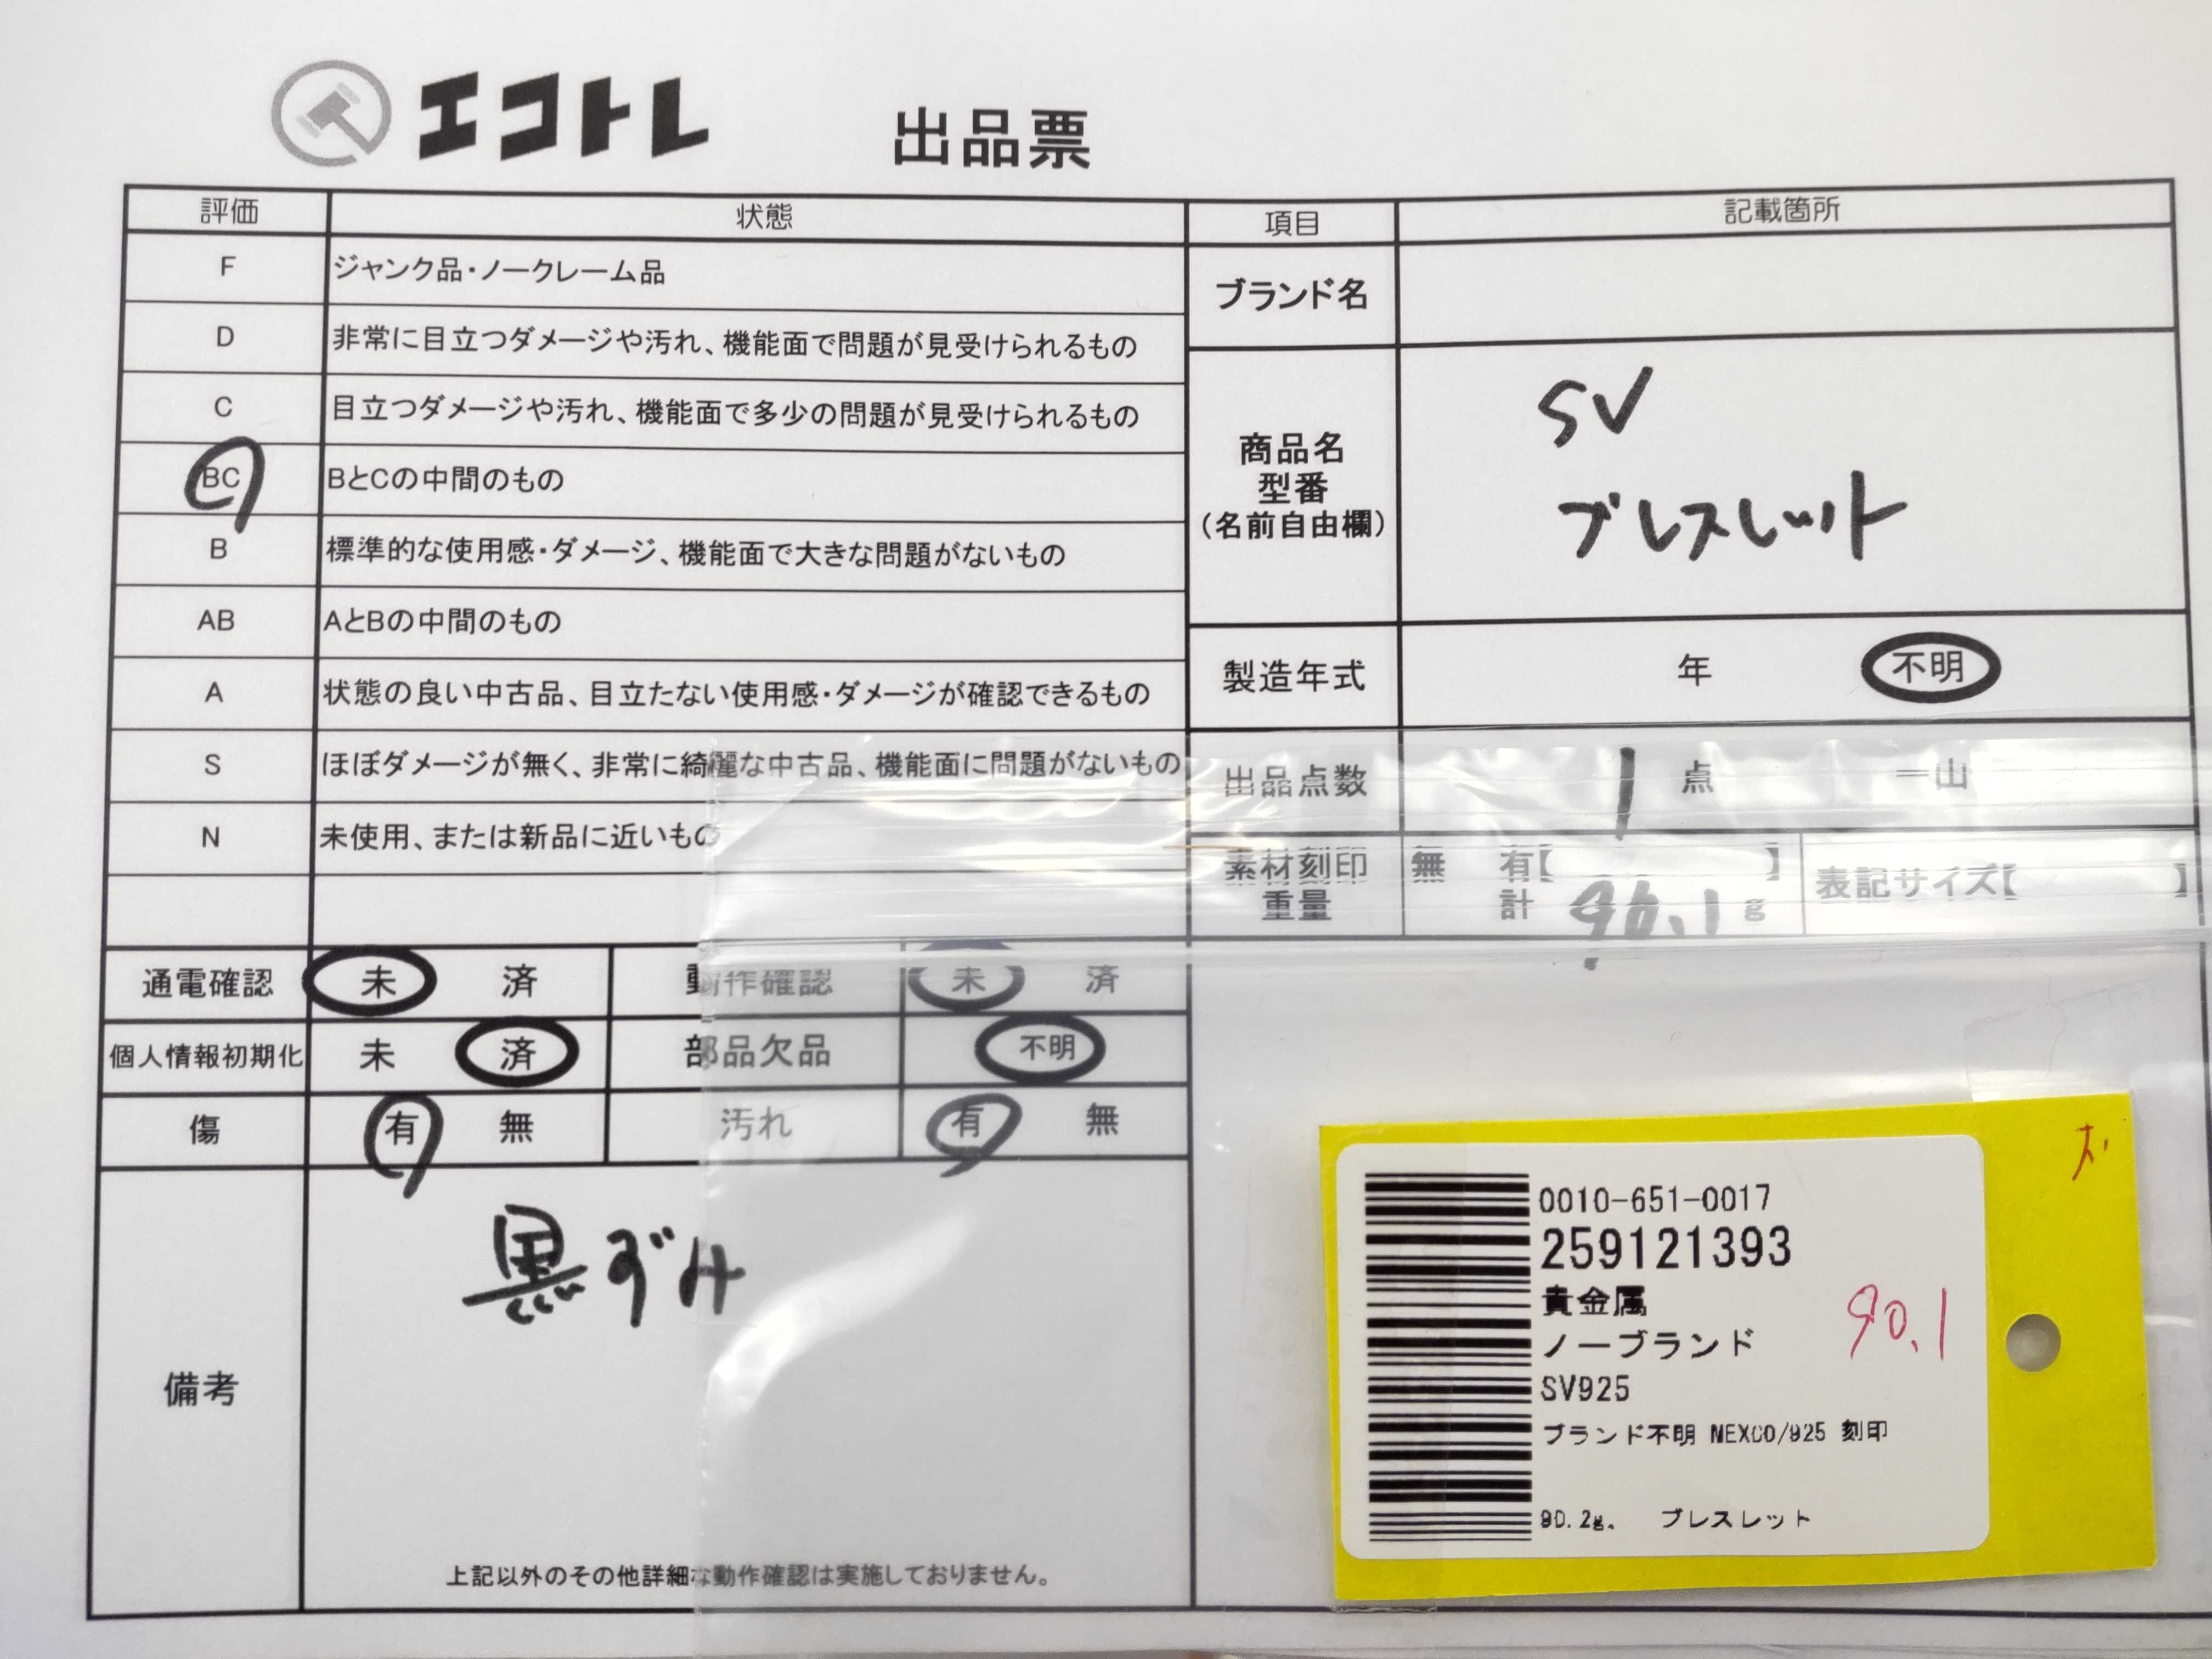 エコトレ
出品票
評価 状態
F ジャンク品・ノークレーム品
D 非常に目立つダメージや汚れ、機能面で問題が見受けられるもの
C 目立つダメージや汚れ、機能面で多少の問題が見受けられるもの
BC BとCの中間のもの
B 標準的な使用感・ダメージ、機能面で大きな問題がないもの
AB AとBの中間のもの
A 状態の良い中古品、目立たない使用感・ダメージが確認できるもの
S ほぼダメージが無く、非常に綺麗な中古品、機能面に問題がないもの
N 未使用、または新品に近いもの
通電確認 未 済 動作確認 未 済
個人情報初期化 未 済 部品欠品 不明
傷 有 無 汚れ 有 無
備考
黒ずみ
上記以外のその他詳細な動作確認は実施しておりません。
項目 記載箇所
ブランド名
商品名
型番
(名前自由欄)
SV
ブレスレット
製造年式 年 不明
出品点数 1 点 一山
素材刻印 無 有【 】
重量 計 90.1 g
表記サイズ【 】
0010-651-0017
259121393
貴金属
ノーブランド
SV925
ブランド不明 NEXCO/925 刻印
90.2g. ブレスレット
90.1